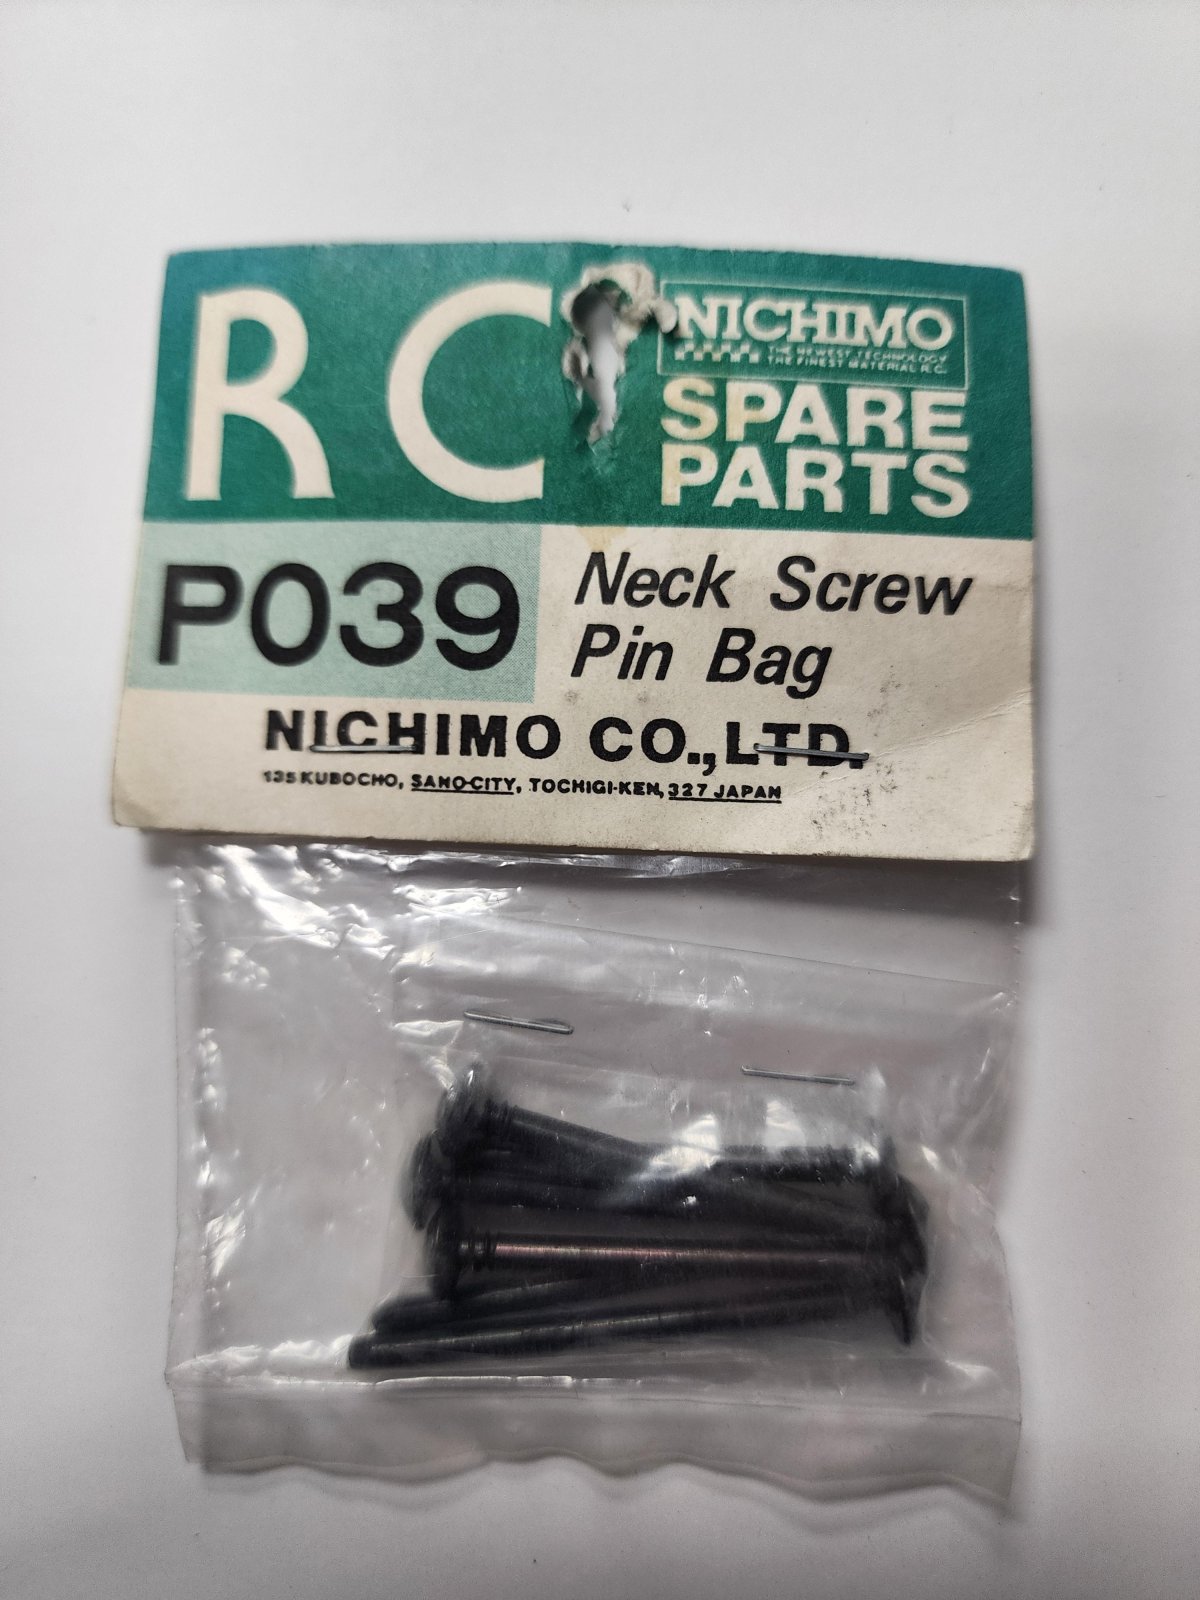 RC
NICHIMO
THE NEWEST TECHNOLOGY
THE FINEST MATERIAL R.C.
SPARE
PARTS
P039
Neck Screw
Pin Bag
NICHIMO CO.,LTD.
135 KUBOCHO, SANO-CITY, TOCHIGI-KEN, 327 JAPAN